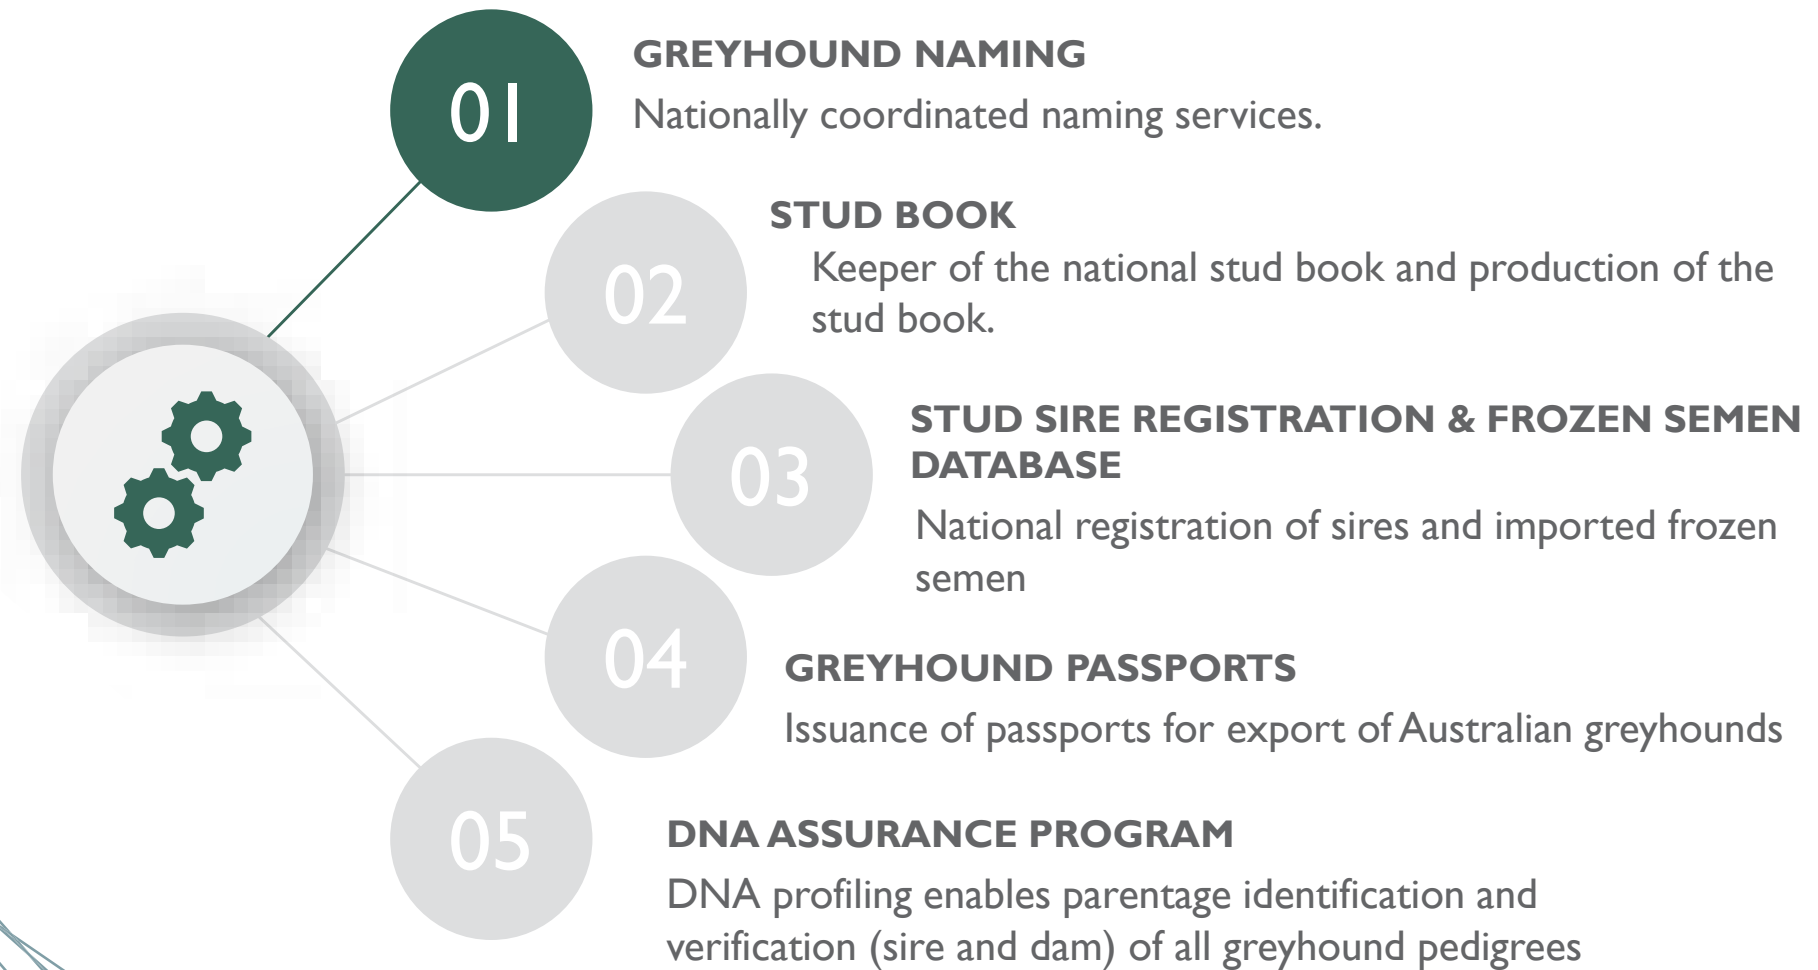 01
GREYHOUND NAMING
Nationally coordinated naming services.
02
STUD BOOK
Keeper of the national stud book and production of the
stud book.
03
STUD SIRE REGISTRATION & FROZEN SEMEN
DATABASE
National registration of sires and imported frozen
semen
04
GREYHOUND PASSPORTS
Issuance of passports for export of Australian greyhounds
05
DNA ASSURANCE PROGRAM
DNA profiling enables parentage identification and
verification (sire and dam) of all greyhound pedigrees